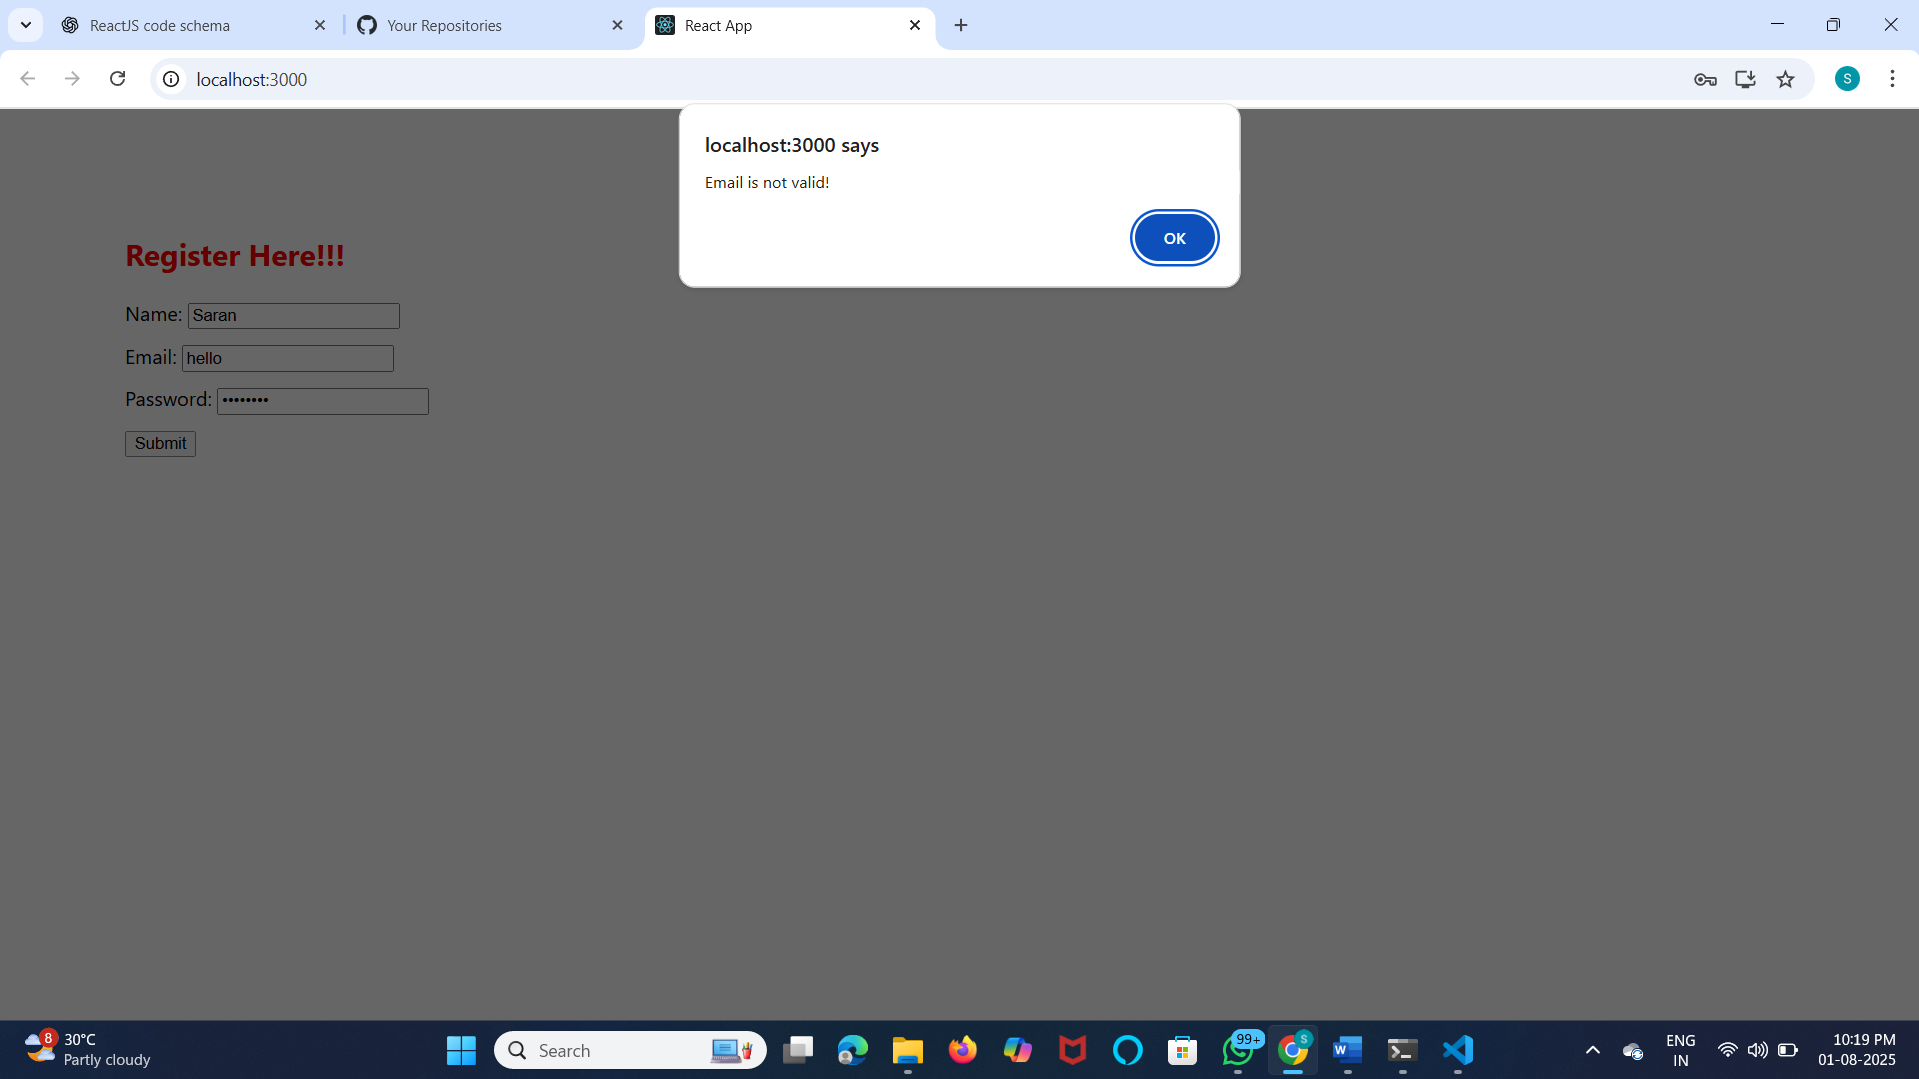 ReactJS code schema
Your Repositories
React App
localhost:3000
S
localhost:3000 says
Email is not valid!
OK
Register Here!!!
Name: Saran
Email: hello
Password: ••••••••
Submit
8
30°C
Partly cloudy
Search
99+
S
W
ENG
IN
10:19 PM
01-08-2025